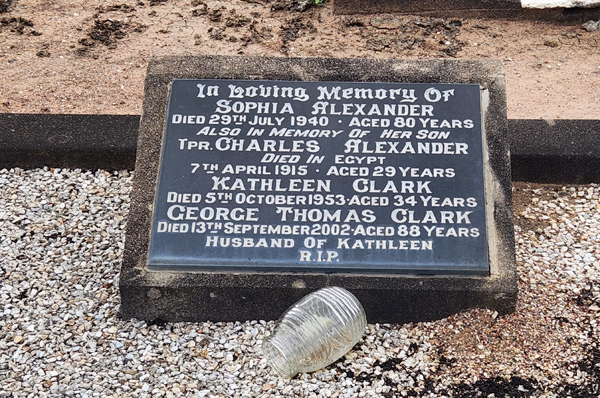 In Loving Memory Of
Sophia Alexander
Died 29th July 1940 · Aged 80 Years
Also In Memory Of Her Son
Tpr. Charles Alexander
Died In Egypt
7th April 1915 · Aged 29 Years
Kathleen Clark
Died 5th October 1953 · Aged 34 Years
George Thomas Clark
Died 13th September 2002 · Aged 88 Years
Husband Of Kathleen
R.I.P.